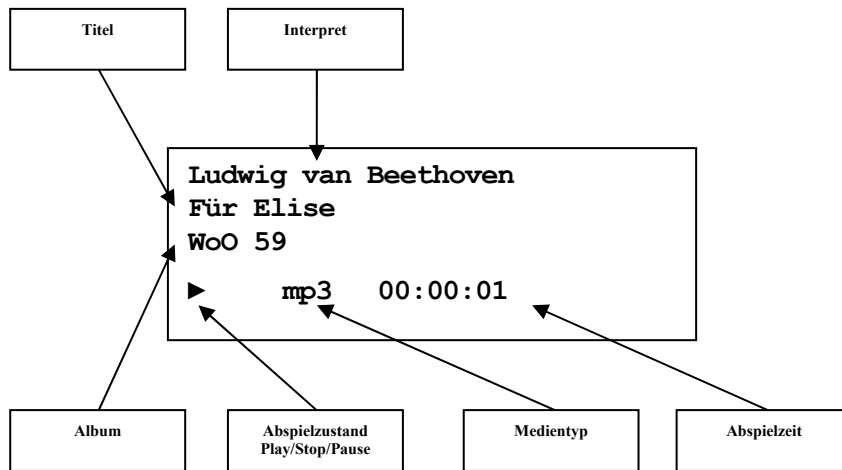 Titel
Interpret
Ludwig van Beethoven
Für Elise
WoO 59
► mp3 00:00:01
Album
Abspielzustand
Play/Stop/Pause
Medientyp
Abspielzeit